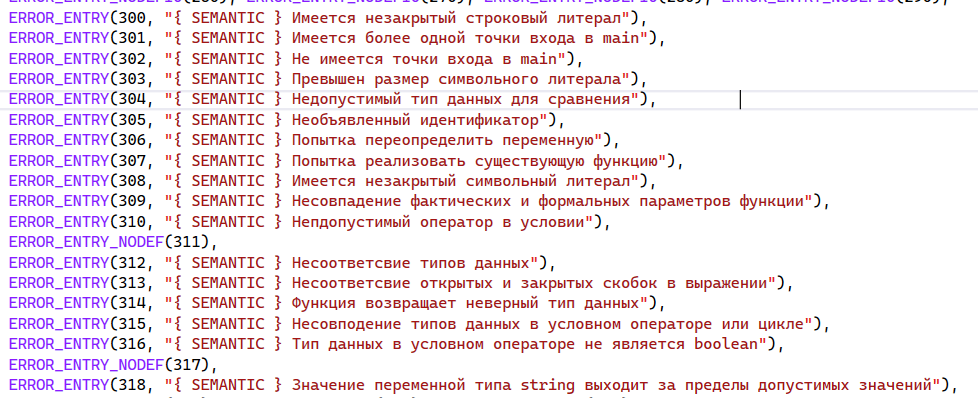 ERROR_ENTRY(300, "{ SEMANTIC } Имеется незакрытый строковый литерал"),
ERROR_ENTRY(301, "{ SEMANTIC } Имеется более одной точки входа в main"),
ERROR_ENTRY(302, "{ SEMANTIC } Не имеется точки входа в main"),
ERROR_ENTRY(303, "{ SEMANTIC } Превышен размер символьного литерала"),
ERROR_ENTRY(304, "{ SEMANTIC } Недопустимый тип данных для сравнения"),
ERROR_ENTRY(305, "{ SEMANTIC } Необъявленный идентификатор"),
ERROR_ENTRY(306, "{ SEMANTIC } Попытка переопределить переменную"),
ERROR_ENTRY(307, "{ SEMANTIC } Попытка реализовать существующую функцию"),
ERROR_ENTRY(308, "{ SEMANTIC } Имеется незакрытый символьный литерал"),
ERROR_ENTRY(309, "{ SEMANTIC } Несовпадение фактических и формальных параметров функции"),
ERROR_ENTRY(310, "{ SEMANTIC } Непдопустимый оператор в условии"),
ERROR_ENTRY_NODEF(311),
ERROR_ENTRY(312, "{ SEMANTIC } Несоответсвие типов данных"),
ERROR_ENTRY(313, "{ SEMANTIC } Несоответсвие открытых и закрытых скобок в выражении"),
ERROR_ENTRY(314, "{ SEMANTIC } Функция возвращает неверный тип данных"),
ERROR_ENTRY(315, "{ SEMANTIC } Несоводение типов данных в условном операторе или цикле"),
ERROR_ENTRY(316, "{ SEMANTIC } Тип данных в условном операторе не является boolean"),
ERROR_ENTRY_NODEF(317),
ERROR_ENTRY(318, "{ SEMANTIC } Значение переменной типа string выходит за пределы допустимых значений"),